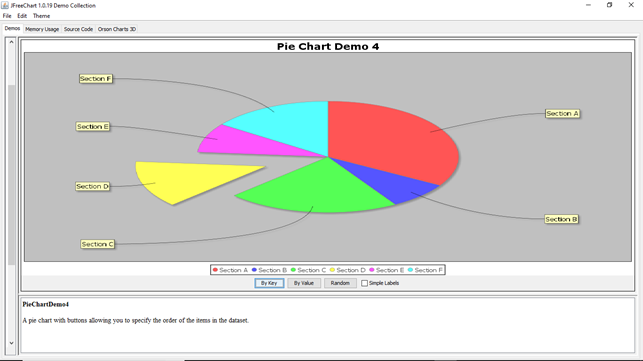 JFreeChart 1.0.19 Demo Collection
File Edit Theme
Demos Memory Usage Source Code Orson Charts 3D
Pie Chart Demo 4
Section F
Section A
Section E
Section D
Section B
Section C
Section A Section B Section C Section D Section E Section F
By Key By Value Random Simple Labels
PieChartDemo4
A pie chart with buttons allowing you to specify the order of the items in the dataset.